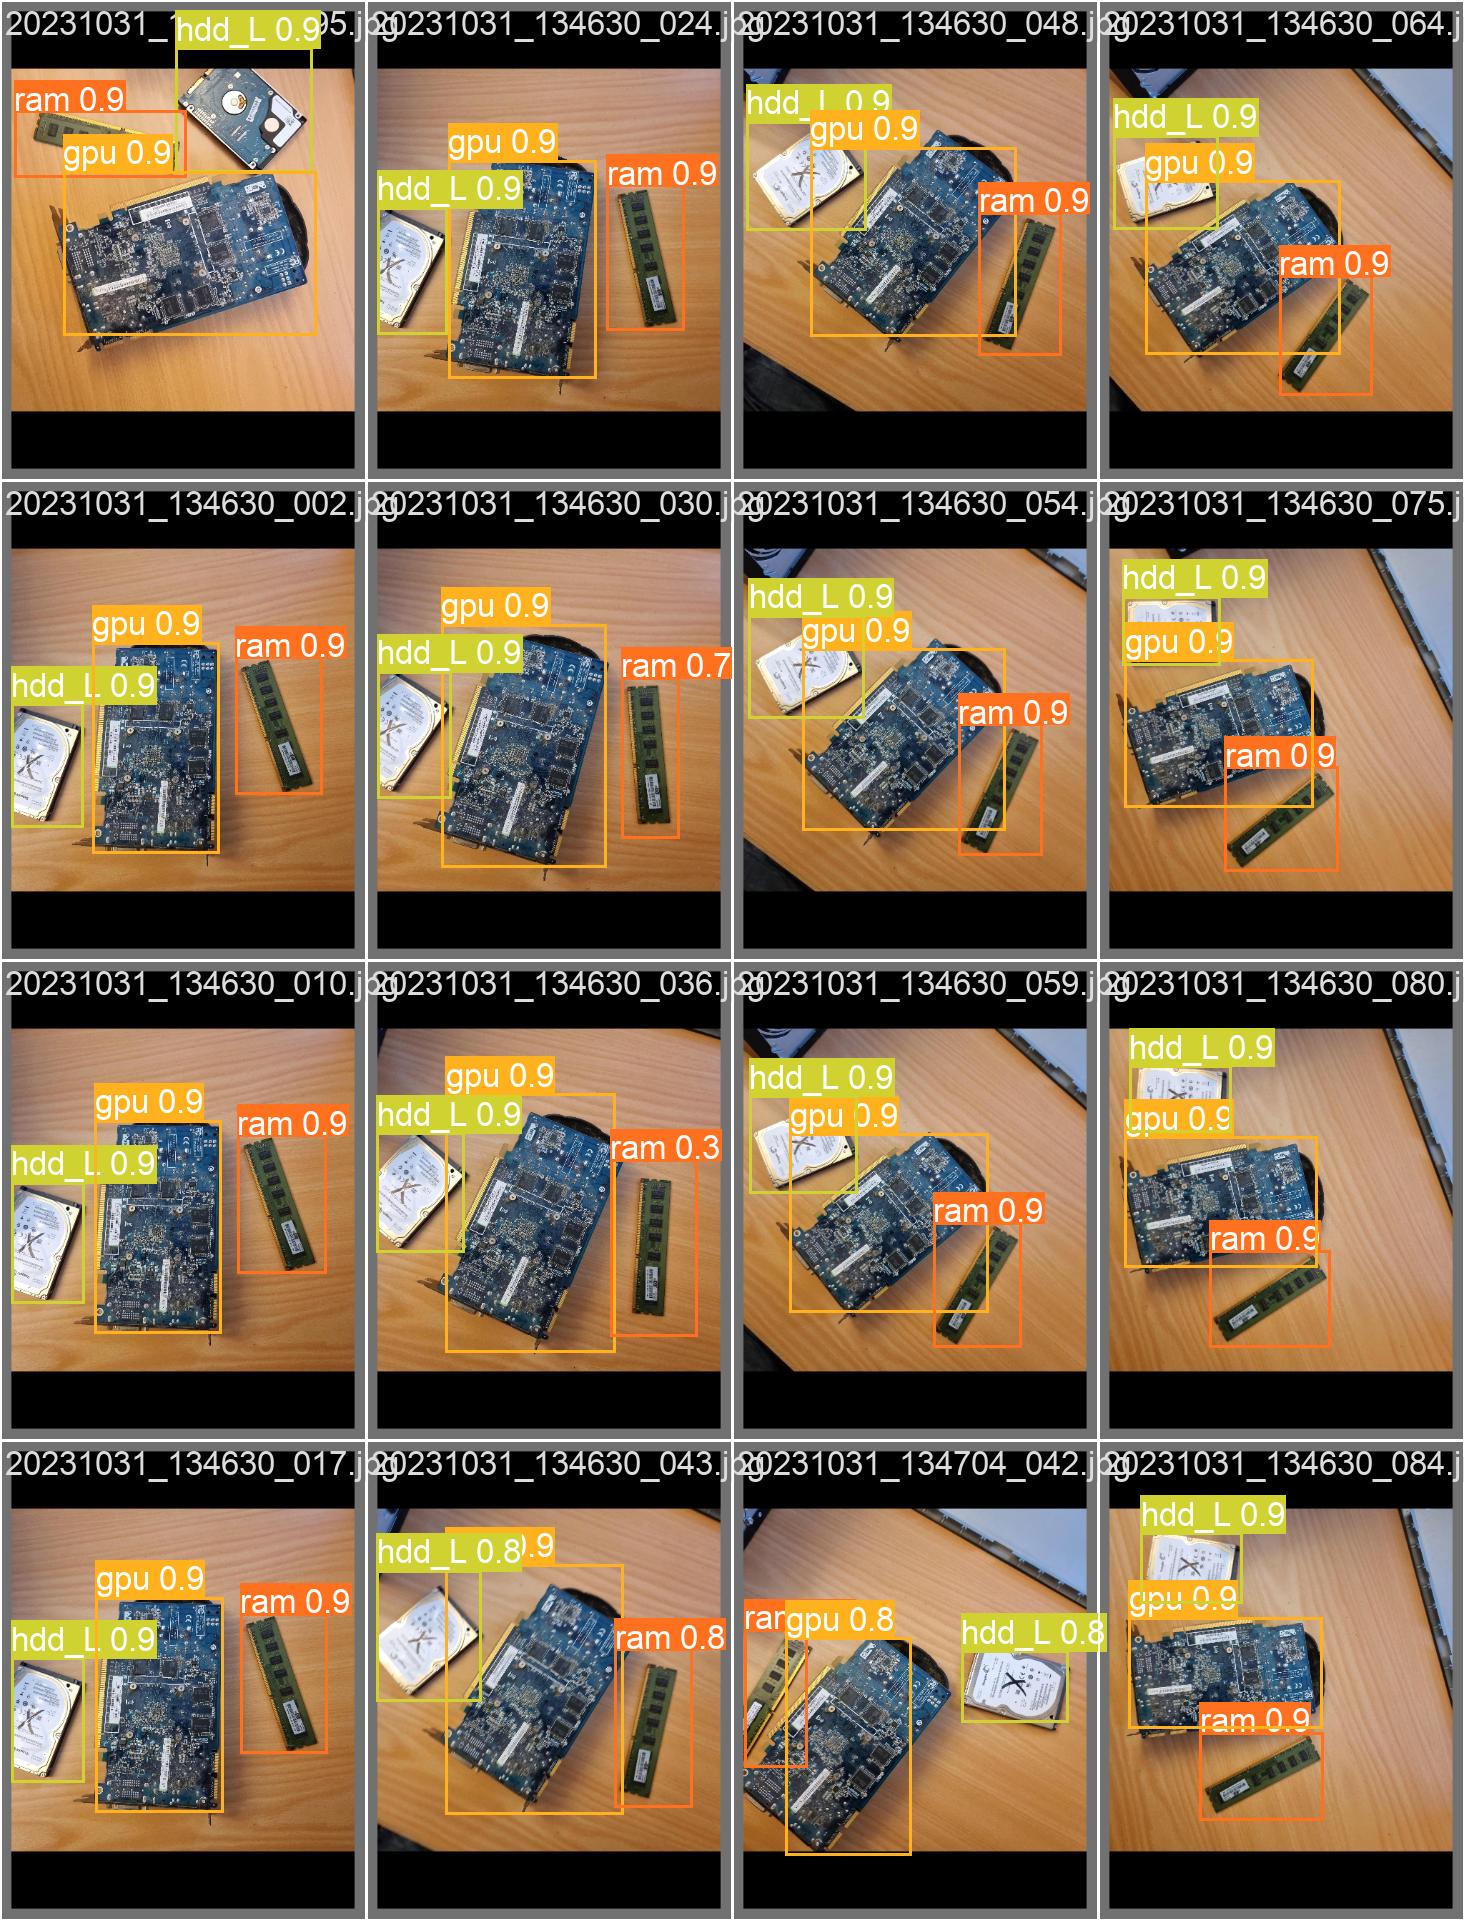 20231031_1 95.jpg
hdd_L 0.9
ram 0.9
gpu 0.9
20231031_134630_024.jpg
gpu 0.9
ram 0.9
hdd_L 0.9
20231031_134630_048.jpg
hdd_L 0.9
gpu 0.9
ram 0.9
20231031_134630_064.j
hdd_L 0.9
gpu 0.9
ram 0.9
20231031_134630_002.jpg
gpu 0.9
ram 0.9
hdd_L 0.9
20231031_134630_030.jpg
gpu 0.9
hdd_L 0.9
ram 0.7
20231031_134630_054.jpg
hdd_L 0.9
gpu 0.9
ram 0.9
20231031_134630_075.j
hdd_L 0.9
gpu 0.9
ram 0.9
20231031_134630_010.jpg
gpu 0.9
ram 0.9
hdd_L 0.9
20231031_134630_036.jpg
gpu 0.9
hdd_L 0.9
ram 0.3
20231031_134630_059.jpg
hdd_L 0.9
gpu 0.9
ram 0.9
20231031_134630_080.j
hdd_L 0.9
gpu 0.9
ram 0.9
20231031_134630_017.jpg
gpu 0.9
ram 0.9
hdd_L 0.9
20231031_134630_043.jpg
hdd_L 0.8
0.9
ram 0.8
20231031_134704_042.jpg
ram
gpu 0.8
hdd_L 0.8
20231031_134630_084.j
hdd_L 0.9
gpu 0.9
ram 0.9